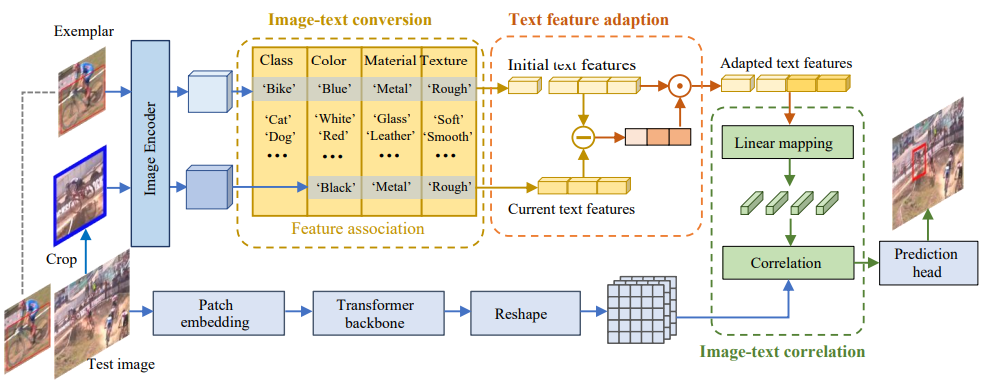 Image-text conversion
Text feature adaption
Exemplar
Class
Color
Material
Texture
Initial text features
Adapted text features
Image Encoder
‘Bike’
‘Blue’
‘Metal’
‘Rough’
‘Cat’
‘White’
‘Glass’
‘Soft’
‘Dog’
‘Red’
‘Leather’
‘Smooth’
•••
•••
•••
•••
Linear mapping
‘Black’
‘Metal’
‘Rough’
Current text features
Feature association
Crop
Correlation
Prediction
head
Patch
embedding
Transformer
backbone
Reshape
Test image
Image-text correlation